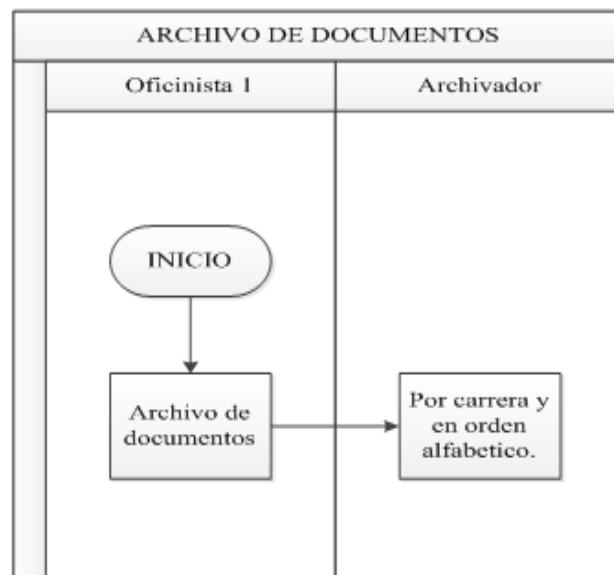 ARCHIVO DE DOCUMENTOS
Oficinista 1
Archivador
INICIO
Archivo de
documentos
Por carrera y
en orden
alfabetico.